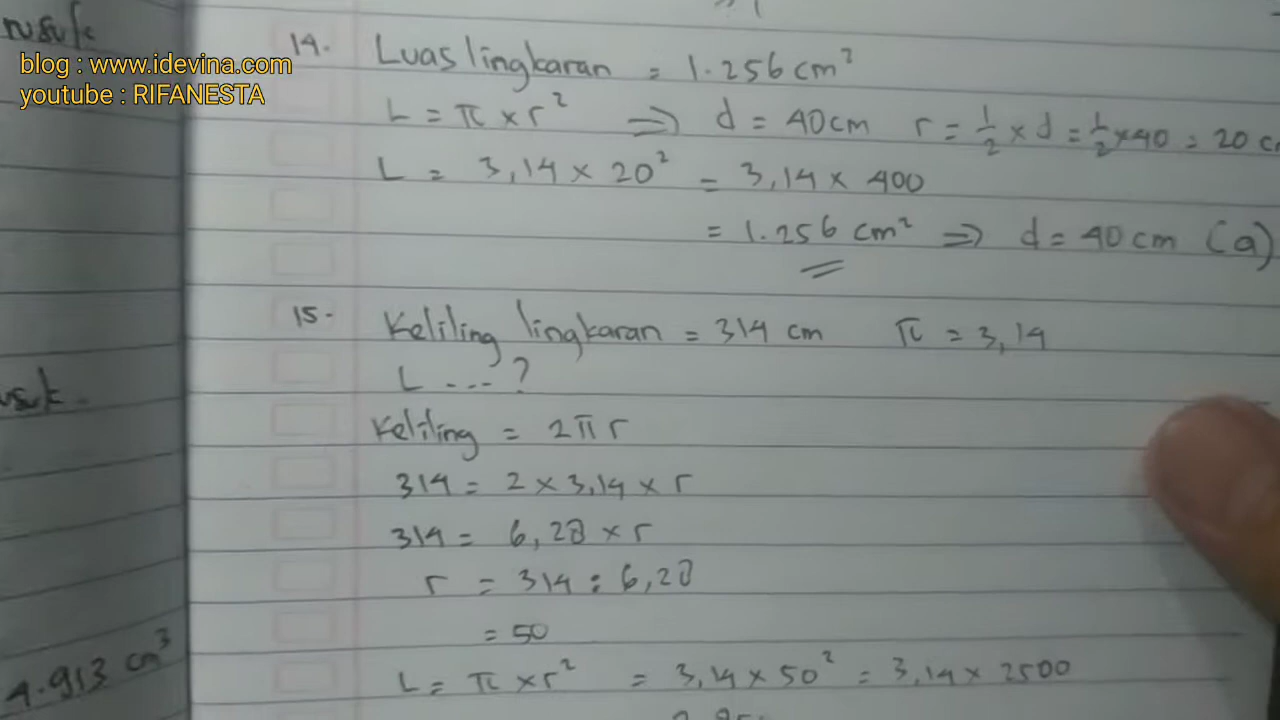 rusuk
blog : www.idevina.com
youtube : RIFANESTA
14. Luas lingkaran = 1.256 cm²
L = π x r² => d = 40 cm r = 1/2 x d = 1/2 x 40 = 20 c
L = 3,14 x 20² = 3,14 x 400
= 1.256 cm² => d = 40 cm (a)
15. Keliling lingkaran = 314 cm π = 3,14
L ....?
Keliling = 2πr
314 = 2 x 3,14 x r
314 = 6,28 x r
r = 314 : 6,28
= 50
L = π x r² = 3,14 x 50² = 3,14 x 2500
4.913 cm³